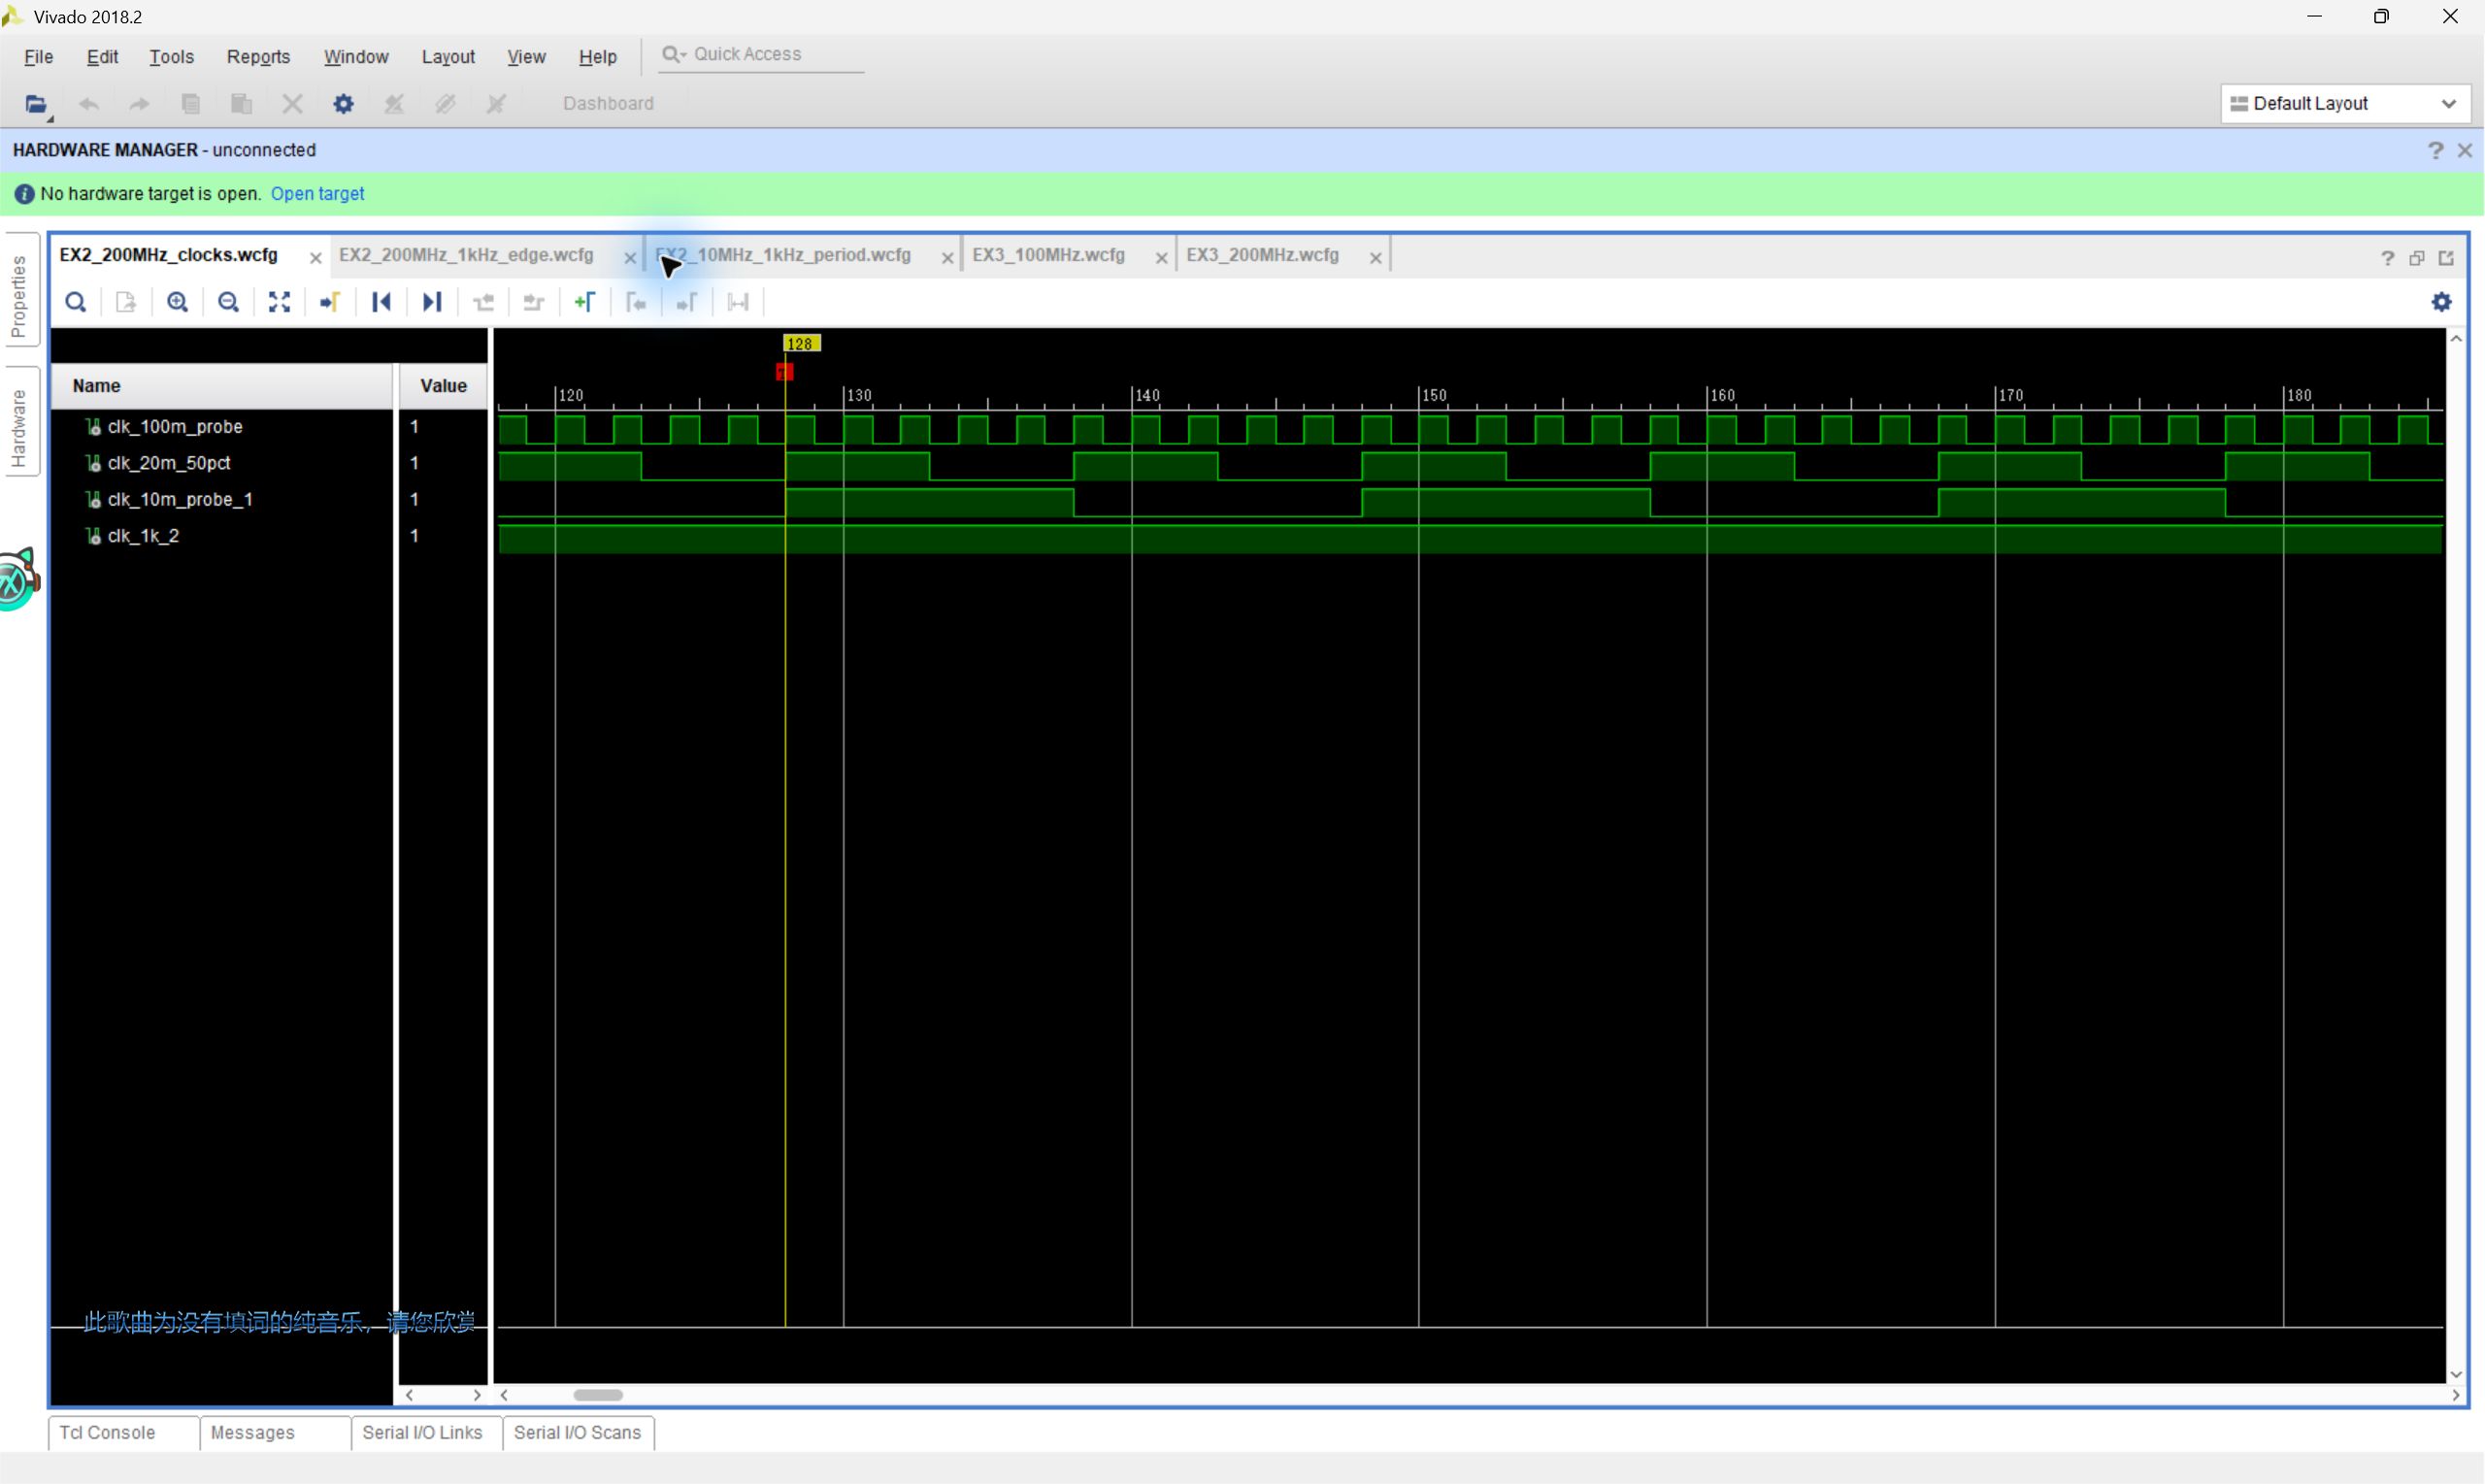 Vivado 2018.2
File Edit Tools Reports Window Layout View Help Quick Access
Dashboard Default Layout
HARDWARE MANAGER - unconnected
No hardware target is open. Open target
Properties
Hardware
EX2_200MHz_clocks.wcfg EX2_200MHz_1kHz_edge.wcfg EX2_10MHz_1kHz_period.wcfg EX3_100MHz.wcfg EX3_200MHz.wcfg
128
Name Value
120 130 140 150 160 170 180
clk_100m_probe 1
clk_20m_50pct 1
clk_10m_probe_1 1
clk_1k_2 1
此歌曲为没有填词的纯音乐，请您欣赏
Tcl Console Messages Serial I/O Links Serial I/O Scans